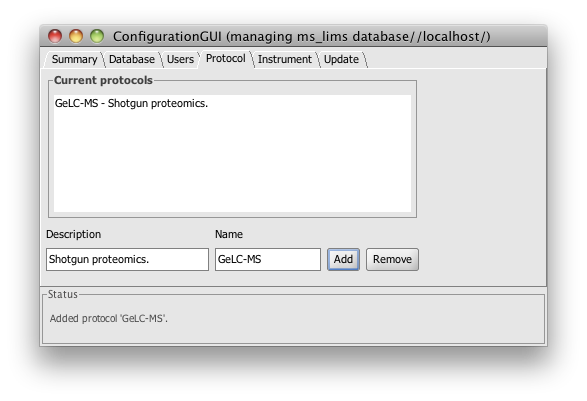 ConfigurationGUI (managing ms_lims database//localhost/)
Summary Database Users Protocol Instrument Update
Current protocols
GeLC-MS - Shotgun proteomics.
Description Name
Shotgun proteomics. GeLC-MS Add Remove
Status
Added protocol 'GeLC-MS'.